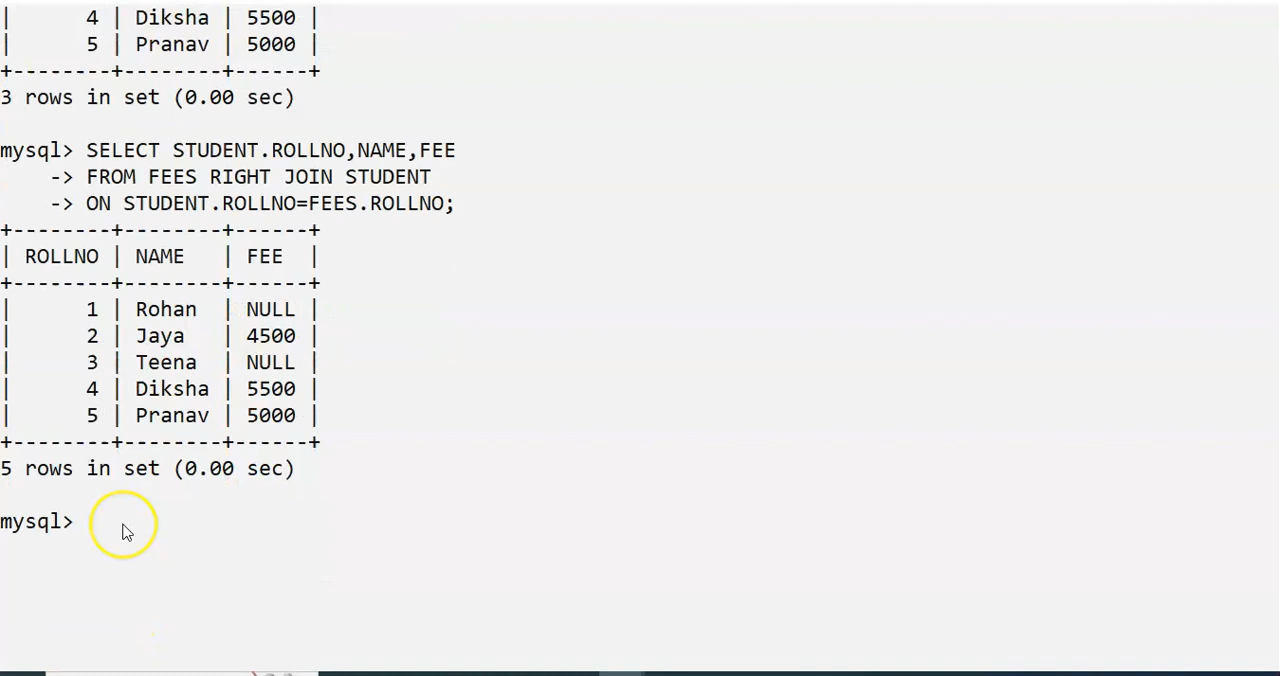 |      4 | Diksha | 5500 |
|      5 | Pranav | 5000 |
+--------+--------+------+
3 rows in set (0.00 sec)
mysql> SELECT STUDENT.ROLLNO,NAME,FEE
    -> FROM FEES RIGHT JOIN STUDENT
    -> ON STUDENT.ROLLNO=FEES.ROLLNO;
+--------+--------+------+
| ROLLNO | NAME   | FEE  |
+--------+--------+------+
|      1 | Rohan  | NULL |
|      2 | Jaya   | 4500 |
|      3 | Teena  | NULL |
|      4 | Diksha | 5500 |
|      5 | Pranav | 5000 |
+--------+--------+------+
5 rows in set (0.00 sec)
mysql>